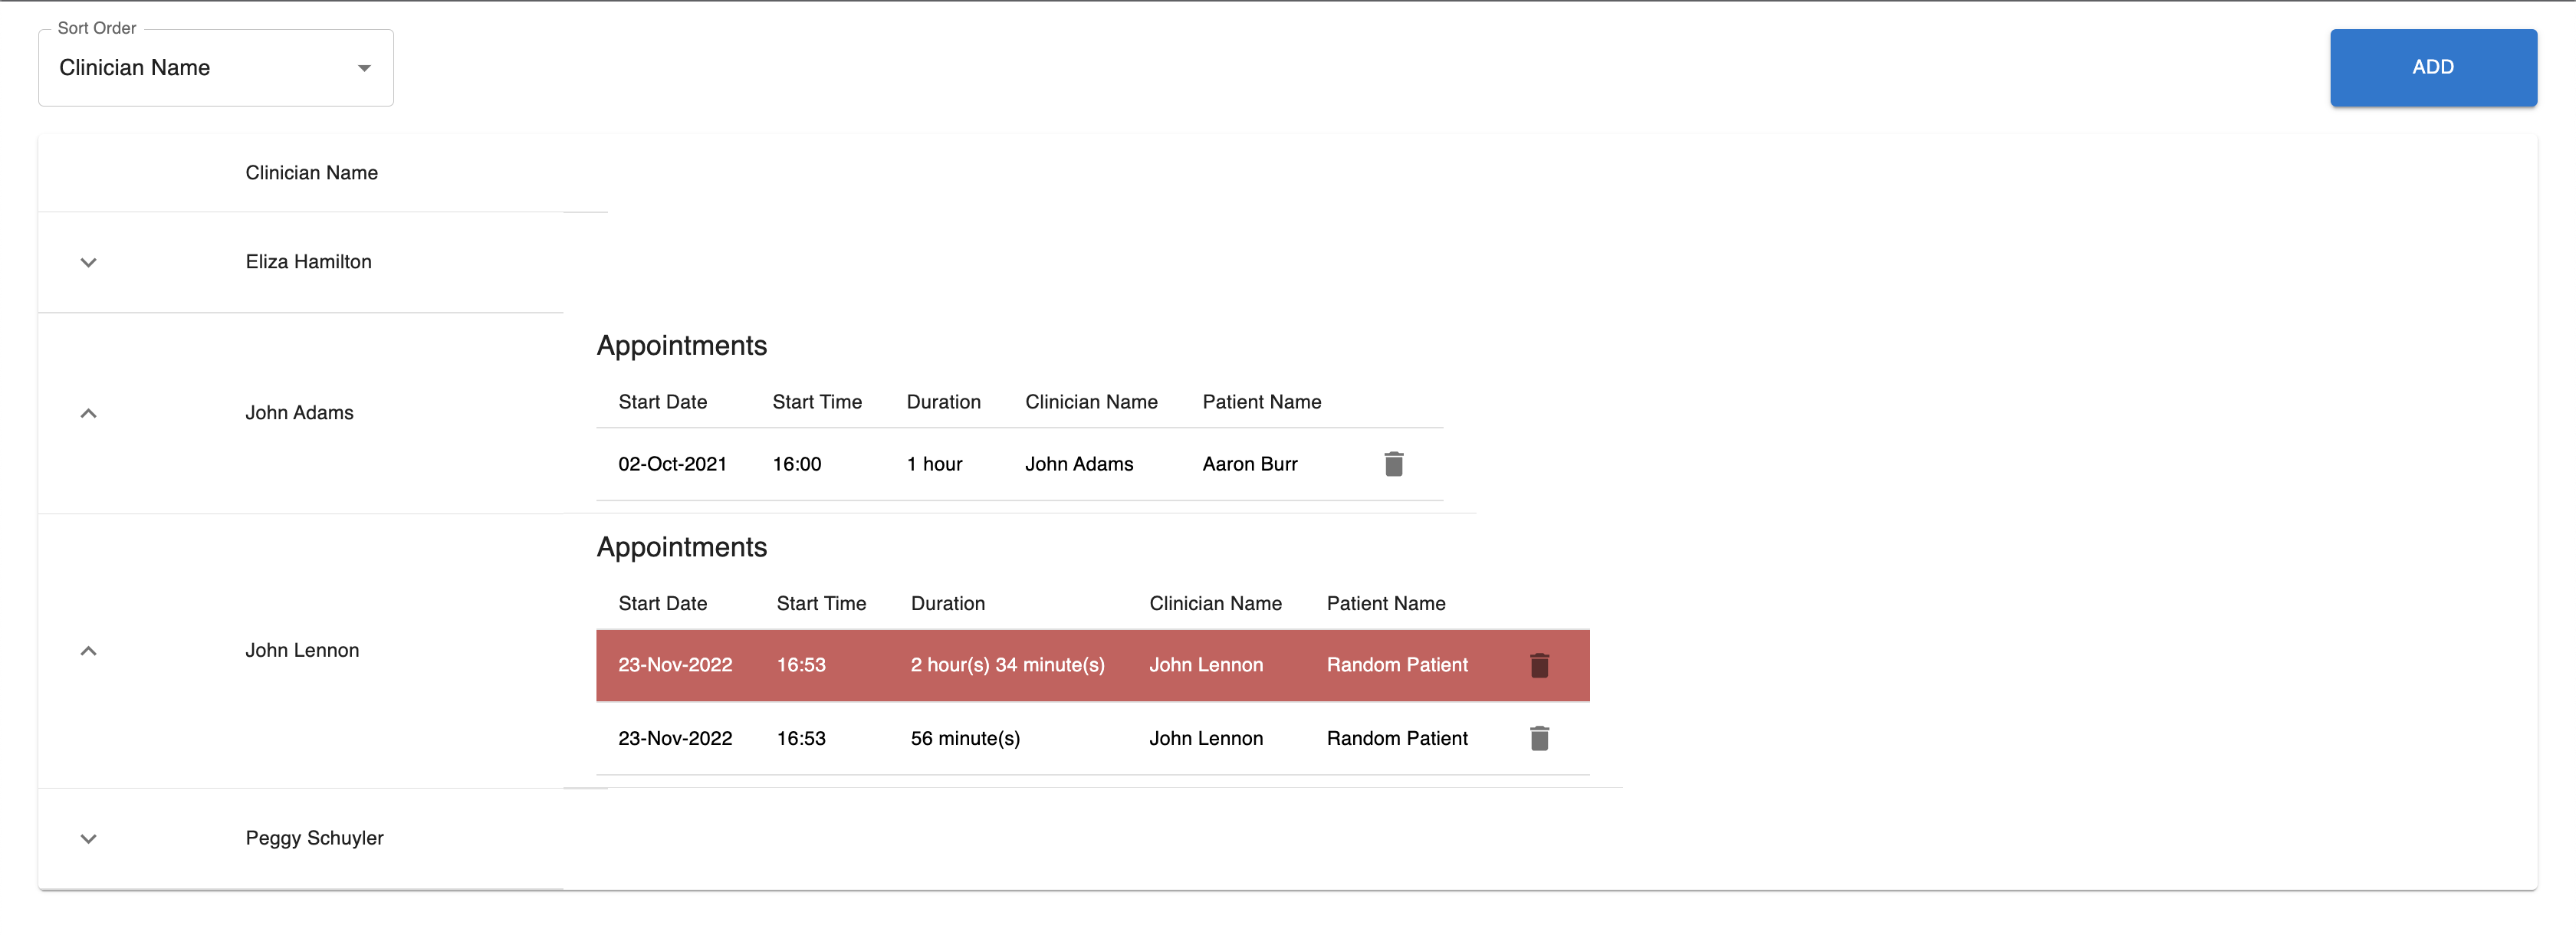 Sort Order
Clinician Name
ADD
Clinician Name
Eliza Hamilton
John Adams
Appointments
Start Date Start Time Duration Clinician Name Patient Name
02-Oct-2021 16:00 1 hour John Adams Aaron Burr
John Lennon
Appointments
Start Date Start Time Duration Clinician Name Patient Name
23-Nov-2022 16:53 2 hour(s) 34 minute(s) John Lennon Random Patient
23-Nov-2022 16:53 56 minute(s) John Lennon Random Patient
Peggy Schuyler